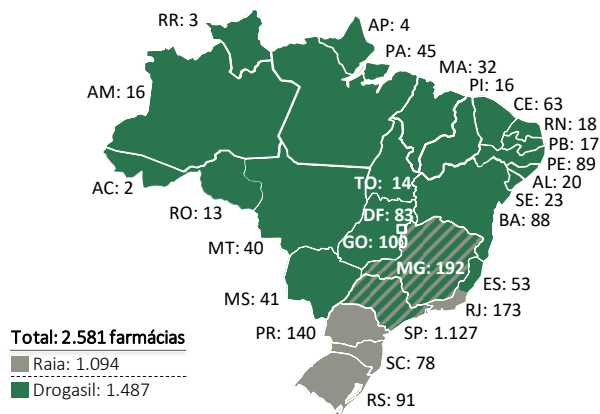 RR: 3
AP: 4
PA: 45
MA: 32
PI: 16
AM: 16
CE: 63
RN: 18
PB: 17
PE: 89
AL: 20
SE: 23
BA: 88
AC: 2
TO: 14
RO: 13
DF: 83
GO: 100
MT: 40
MG: 192
ES: 53
MS: 41
RJ: 173
PR: 140
SP: 1.127
SC: 78
RS: 91
Total: 2.581 farmácias
Raia: 1.094
Drogasil: 1.487